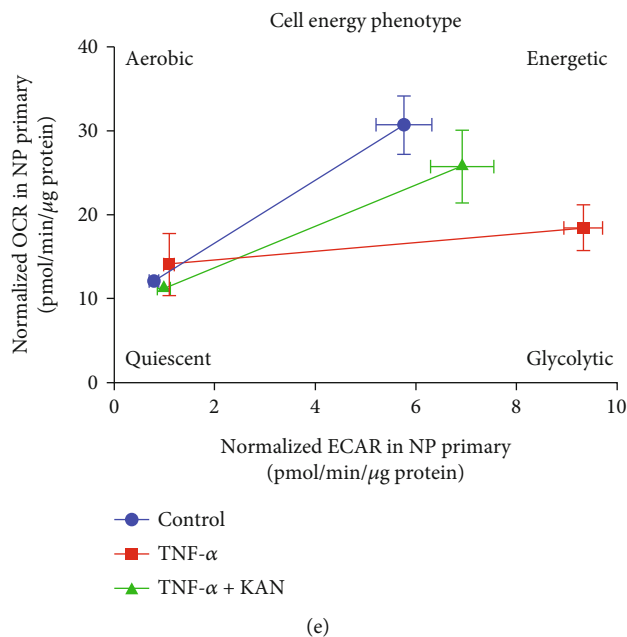 Cell energy phenotype
40
Aerobic
Energetic
30
20
10
Quiescent
Glycolytic
0
Normalized OCR in NP primary
(pmol/min/μg protein)
0 2 4 6 8 10
Normalized ECAR in NP primary
(pmol/min/μg protein)
Control
TNF-α
TNF-α + KAN
(e)